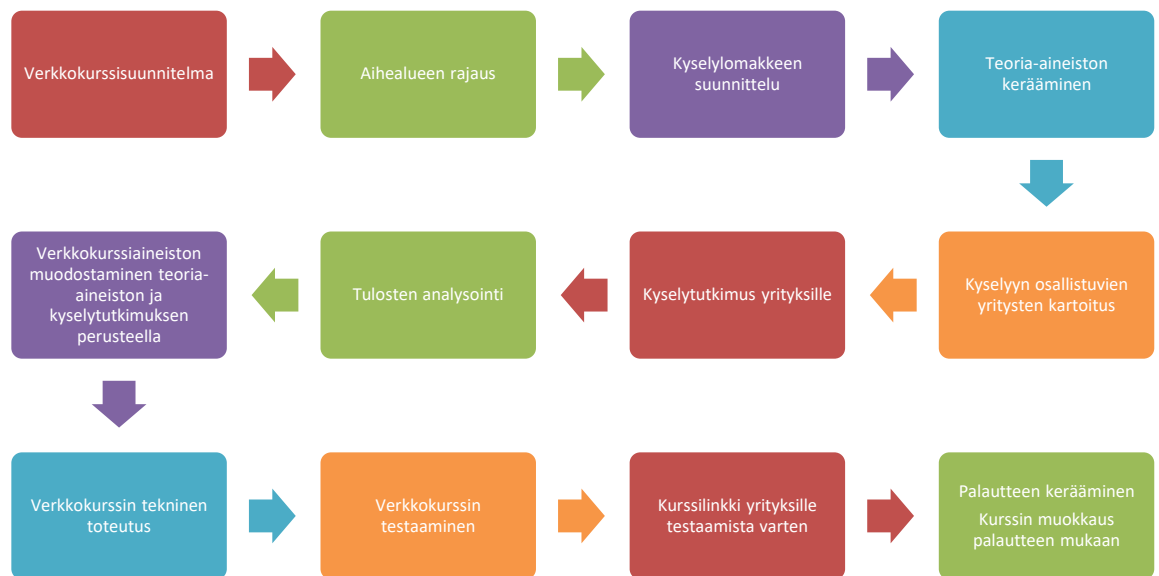 Verkkokurssisuunnitelma
Aihealueen rajaus
Kyselylomakkeen
suunnittelu
Teoria-aineiston
kerääminen
Kyselyyn osallistuvien
yritysten kartoitus
Kyselytutkimus yrityksille
Tulosten analysointi
Verkkokurssiaineiston
muodostaminen teoria-
aineiston ja
kyselytutkimuksen
perusteella
Verkkokurssin tekninen
toteutus
Verkkokurssin
testaaminen
Kurssilinkki yrityksille
testaamista varten
Palautteen kerääminen
Kurssin muokkaus
palautteen mukaan